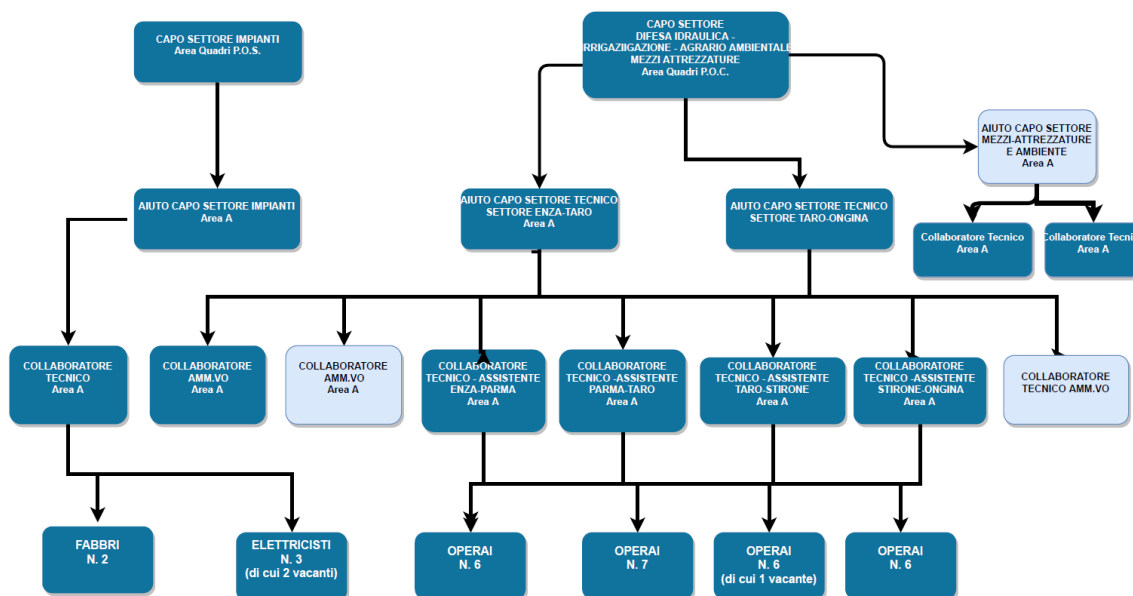 CAPO SETTORE IMPIANTI
Area Quadri P.O.S.
CAPO SETTORE
DIFESA IDRAULICA -
IRRIGAZIIGAZIONE - AGRARIO AMBIENTALE
MEZZI ATTREZZATURE
Area Quadri P.O.C.
AIUTO CAPO SETTORE
MEZZI-ATTREZZATURE
E AMBIENTE
Area A
AIUTO CAPO SETTORE IMPIANTI
Area A
AIUTO CAPO SETTORE TECNICO
SETTORE ENZA-TARO
Area A
AIUTO CAPO SETTORE TECNICO
SETTORE TARO-ONGINA
Collaboratore Tecnico
Area A
Collaboratore Tecni
Area A
COLLABORATORE
TECNICO
Area A
COLLABORATORE
AMM.VO
Area A
COLLABORATORE
AMM.VO
Area A
COLLABORATORE
TECNICO - ASSISTENTE
ENZA-PARMA
Area A
COLLABORATORE
TECNICO -ASSISTENTE
PARMA-TARO
Area A
COLLABORATORE
TECNICO - ASSISTENTE
TARO-STIRONE
Area A
COLLABORATORE
TECNICO -ASSISTENTE
STIRONE-ONGINA
Area A
COLLABORATORE
TECNICO AMM.VO
FABBRI
N. 2
ELETTRICISTI
N. 3
(di cui 2 vacanti)
OPERAI
N. 6
OPERAI
N. 7
OPERAI
N. 6
(di cui 1 vacante)
OPERAI
N. 6